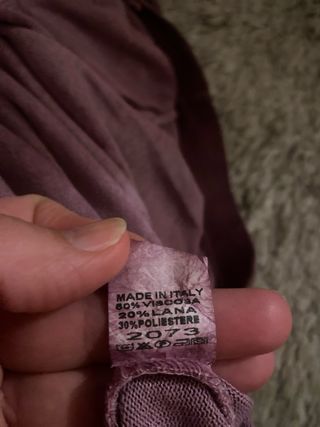 MADE IN ITALY
50% VISCOSA
20% LANA
30% POLIESTERE
2073